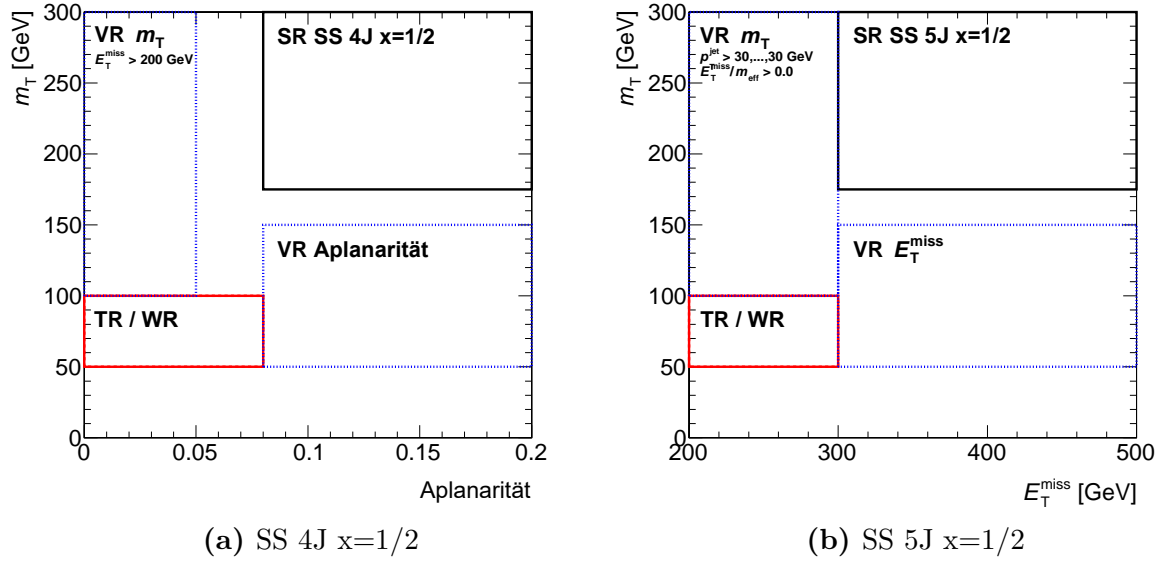 m_T [GeV]
300
250
200
150
100
50
0
VR m_T
E_T^miss > 200 GeV
SR SS 4J x=1/2
VR Aplanarität
TR / WR
0 0.05 0.1 0.15 0.2
Aplanarität
(a) SS 4J x=1/2
m_T [GeV]
300
250
200
150
100
50
0
VR m_T
p^jet > 30,...,30 GeV
E_T^miss/m_eff > 0.0
SR SS 5J x=1/2
VR E_T^miss
TR / WR
200 300 400 500
E_T^miss [GeV]
(b) SS 5J x=1/2